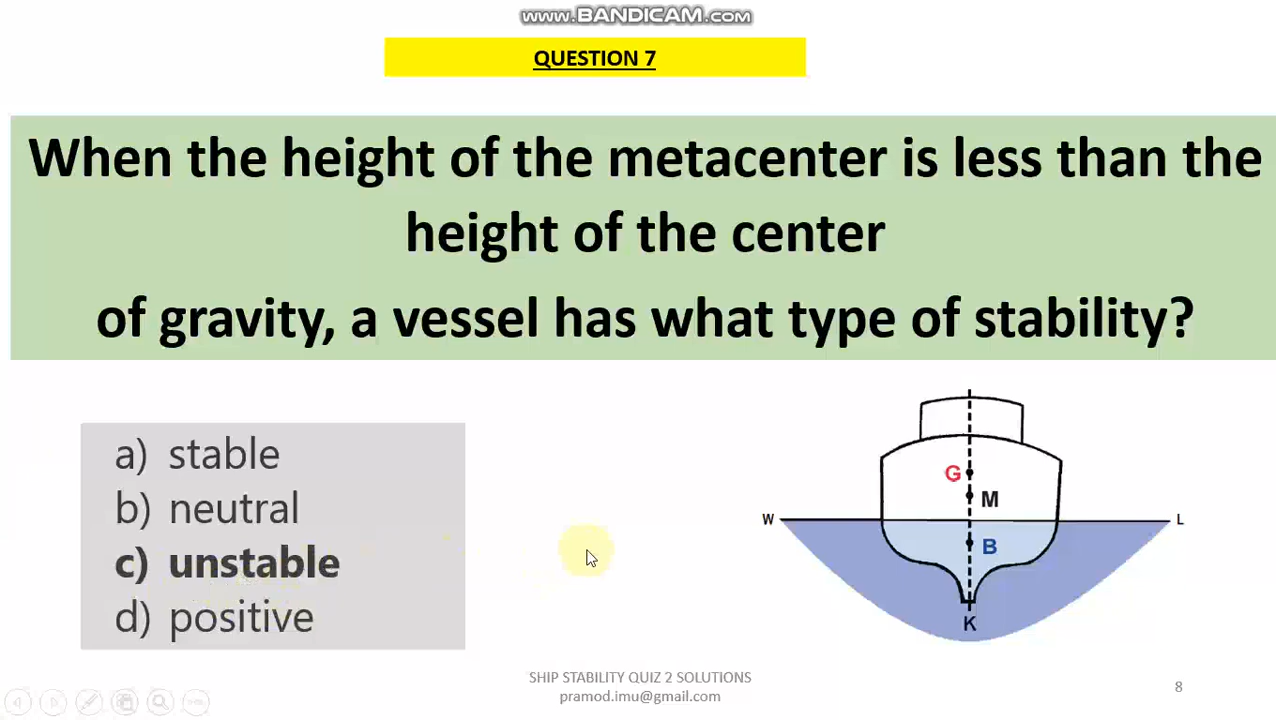 www.BANDICAM.com
QUESTION 7
When the height of the metacenter is less than the
height of the center
of gravity, a vessel has what type of stability?
a) stable
b) neutral
c) unstable
d) positive
G
M
W
L
B
K
SHIP STABILITY QUIZ 2 SOLUTIONS
pramod.imu@gmail.com
8